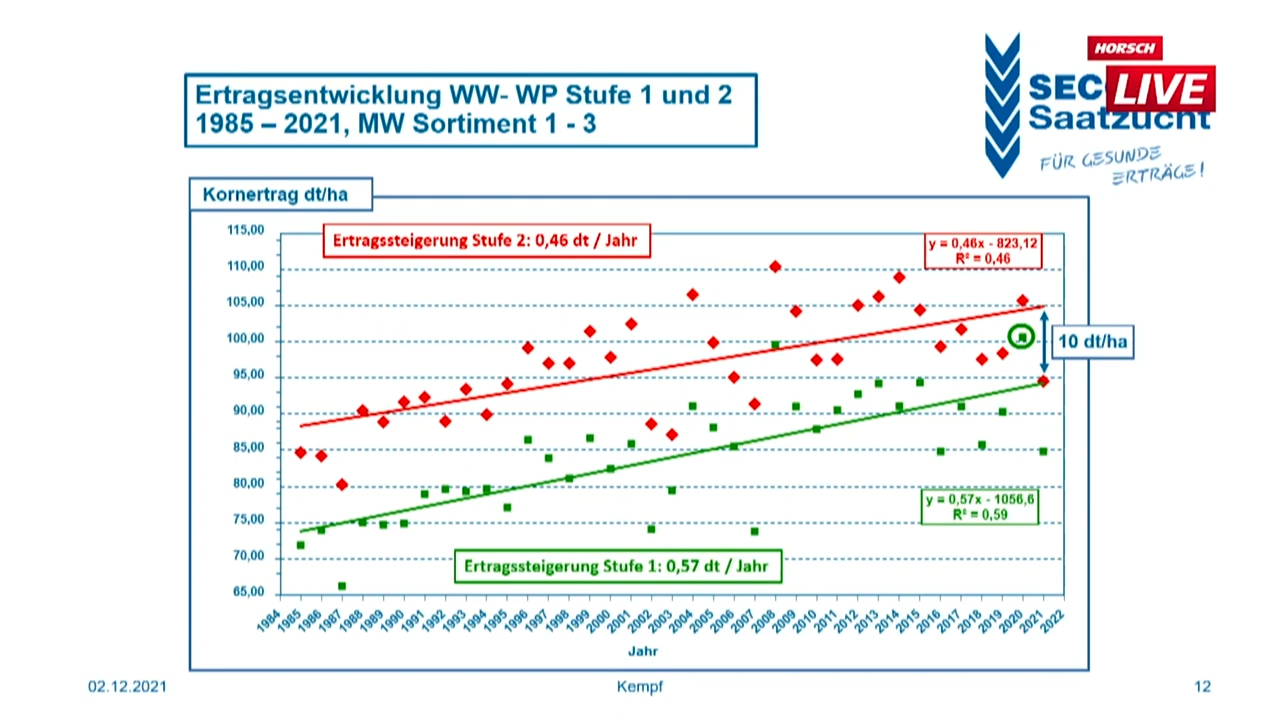 HORSCH
LIVE
SEC
Saatzucht
FÜR GESUNDE
ERTRÄGE!
Ertragsentwicklung WW- WP Stufe 1 und 2
1985 – 2021, MW Sortiment 1 - 3
Kornertrag dt/ha
115,00
110,00
105,00
100,00
95,00
90,00
85,00
80,00
75,00
70,00
65,00
Ertragssteigerung Stufe 2: 0,46 dt / Jahr
y = 0,46x - 823,12
R² = 0,46
10 dt/ha
y = 0,57x - 1056,6
R² = 0,59
Ertragssteigerung Stufe 1: 0,57 dt / Jahr
1984 1985 1986 1987 1988 1989 1990 1991 1992 1993 1994 1995 1996 1997 1998 1999 2000 2001 2002 2003 2004 2005 2006 2007 2008 2009 2010 2011 2012 2013 2014 2015 2016 2017 2018 2019 2020 2021 2022
Jahr
02.12.2021 Kempf 12